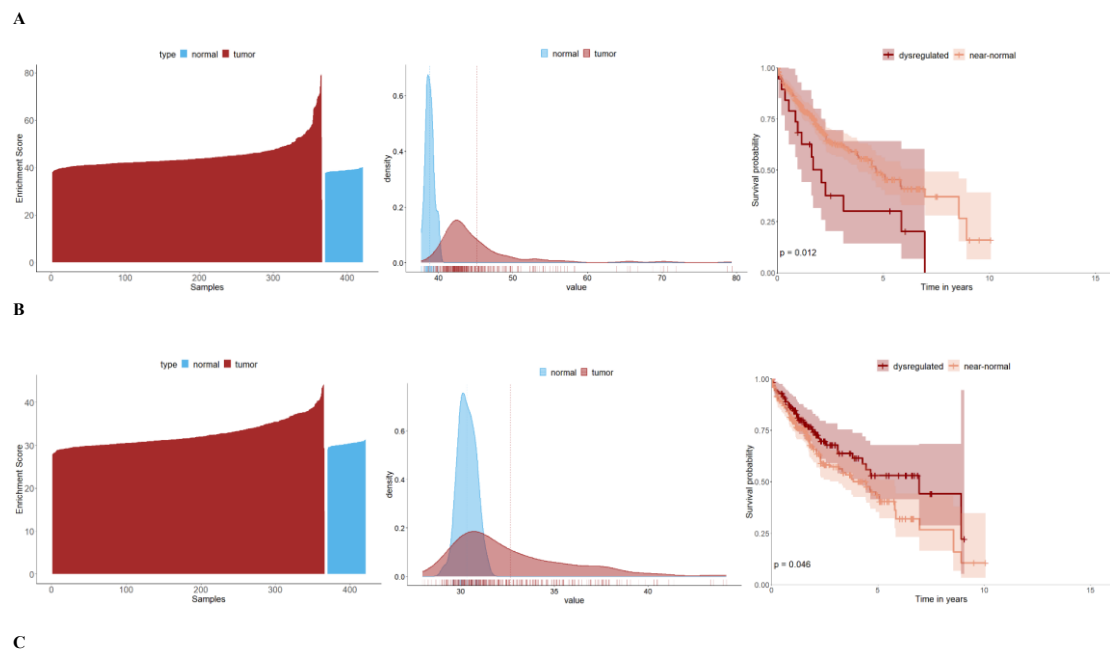 A
type normal tumor
Enrichment Score
80
60
40
20
0
0 100 200 300 400
Samples
normal tumor
density
0.6
0.4
0.2
0.0
40 50 60 70 80
value
dysregulated near-normal
Survival probability
1.00
0.75
0.50
0.25
0.00
p = 0.012
0 5 10 15
Time in years
B
type normal tumor
Enrichment Score
40
30
20
10
0
0 100 200 300 400
Samples
normal tumor
density
0.8
0.6
0.4
0.2
0.0
30 35 40
value
dysregulated near-normal
Survival probability
1.00
0.75
0.50
0.25
0.00
p = 0.046
0 5 10 15
Time in years
C